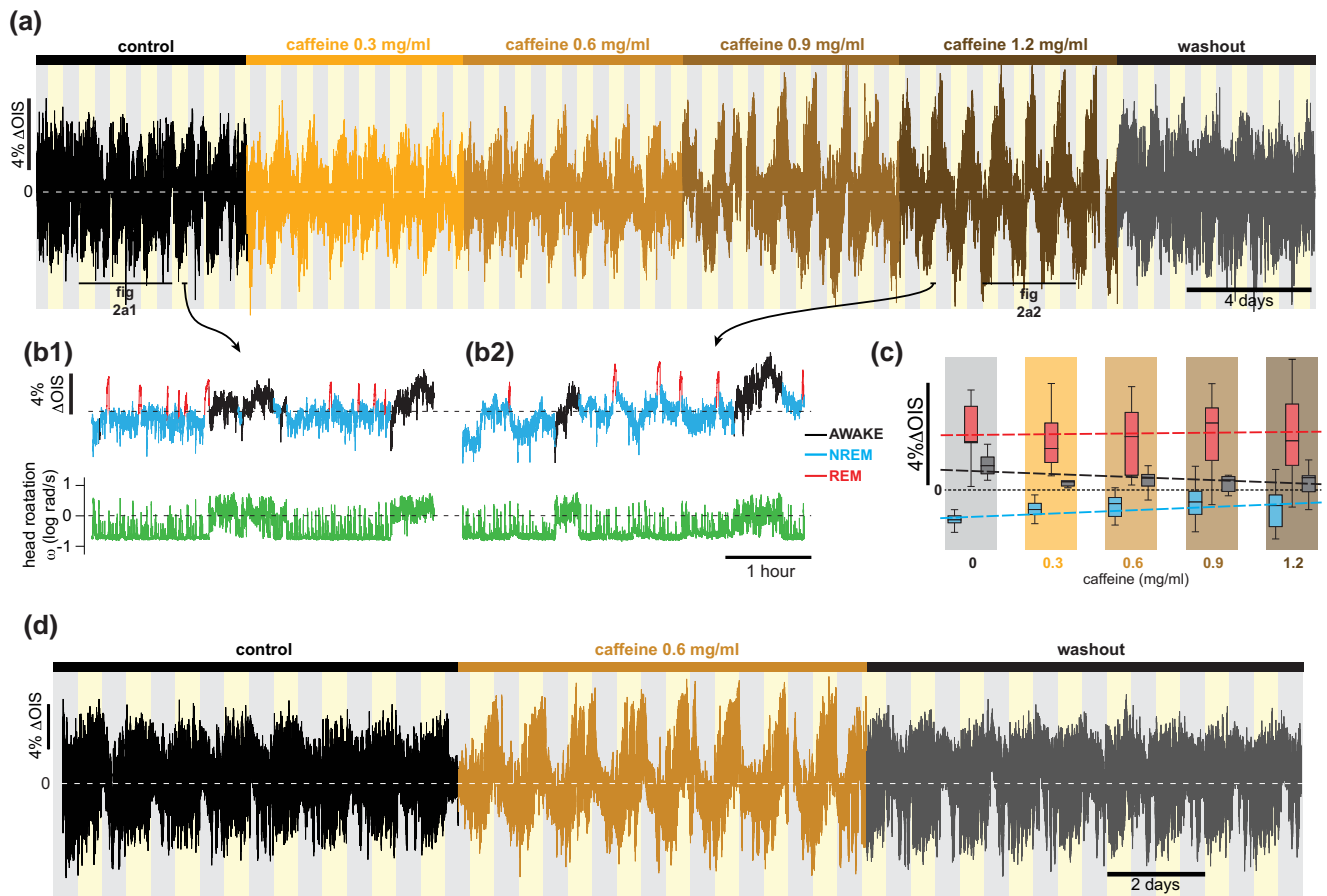 (a)
control
caffeine 0.3 mg/ml
caffeine 0.6 mg/ml
caffeine 0.9 mg/ml
caffeine 1.2 mg/ml
washout
4% ΔOIS
0
fig
2a1
fig
2a2
4 days
(b1)
(b2)
(c)
4%
ΔOIS
AWAKE
NREM
REM
head roatation
ω (log rad/s)
1
0
-1
1 hour
4%ΔOIS
0
0
0.3
0.6
0.9
1.2
caffeine (mg/ml)
(d)
control
caffeine 0.6 mg/ml
washout
4% ΔOIS
0
2 days